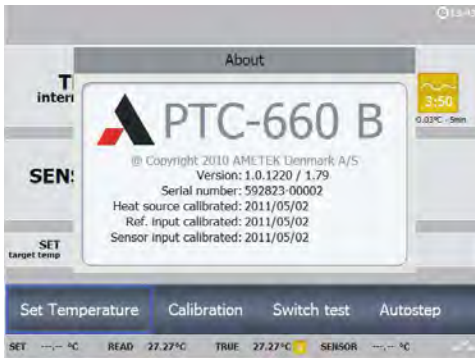 13:43
About
T
inter
PTC-660 B
3:50
0.03°C - 5min
@ Copyright 2010 AMETEK Denmark A/S
Version: 1.0.1220 / 1.79
Serial number: 592823-00002
Heat source calibrated: 2011/05/02
Ref. input calibrated: 2011/05/02
Sensor input calibrated: 2011/05/02
SENS
SET
target temp
Set Temperature Calibration Switch test Autostep
SET ---.-- °C READ 27.27°C TRUE 27.27°C SENSOR ---.-- °C